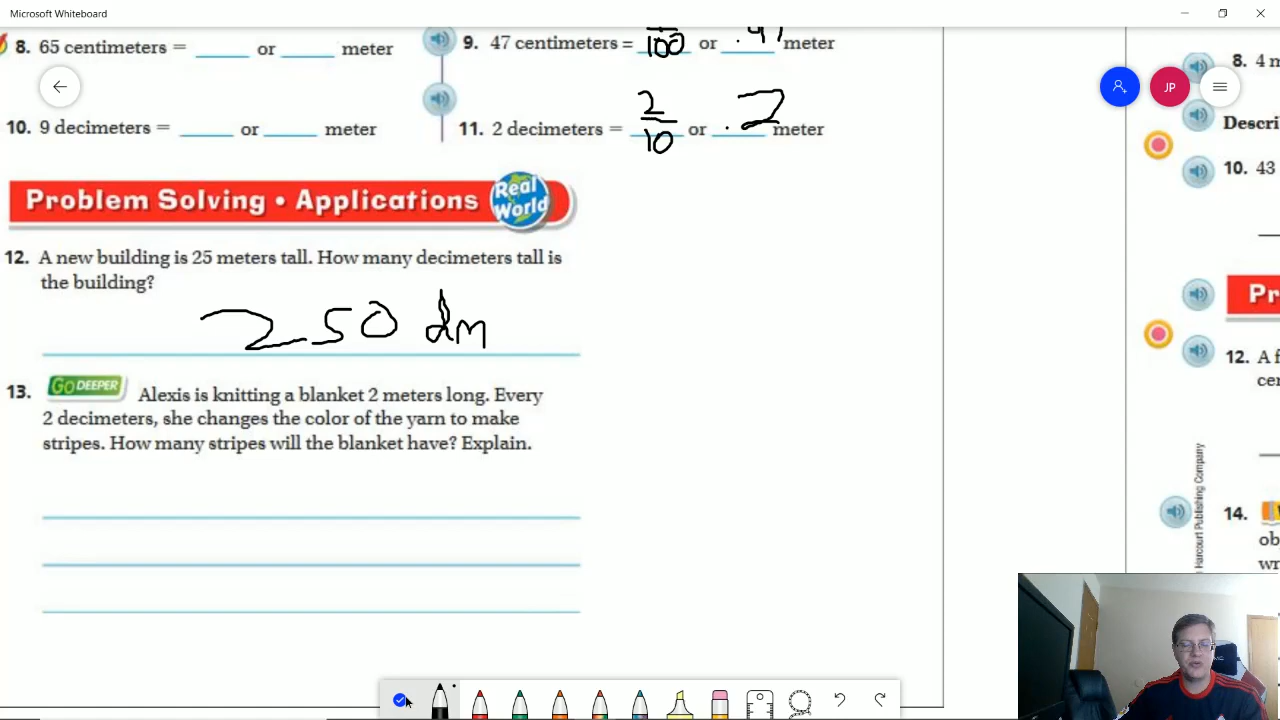 Microsoft Whiteboard
8. 65 centimeters = ____ or ____ meter
9. 47 centimeters = 100 or .47 meter
10. 9 decimeters = ____ or ____ meter
11. 2 decimeters = 2/10 or .2 meter
Problem Solving • Applications Real World
12. A new building is 25 meters tall. How many decimeters tall is
the building?
250 dm
13. GO DEEPER Alexis is knitting a blanket 2 meters long. Every
2 decimeters, she changes the color of the yarn to make
stripes. How many stripes will the blanket have? Explain.
JP
8. 4 m
Descri
10. 43
Pr
12. A f
cer
Harcourt Publishing Company
14.
ob
wr